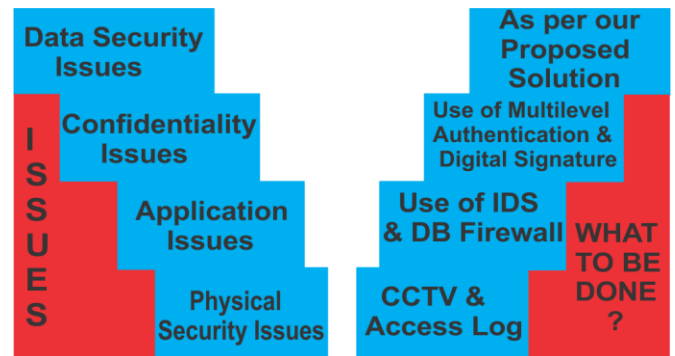 Data Security
Issues
As per our
Proposed
Solution
Confidentiality
Issues
Use of Multilevel
Authentication &
Digital Signature
Application
Issues
Use of IDS
& DB Firewall
Physical
Security Issues
CCTV &
Access Log
ISSUES
WHAT
TO BE
DONE
?